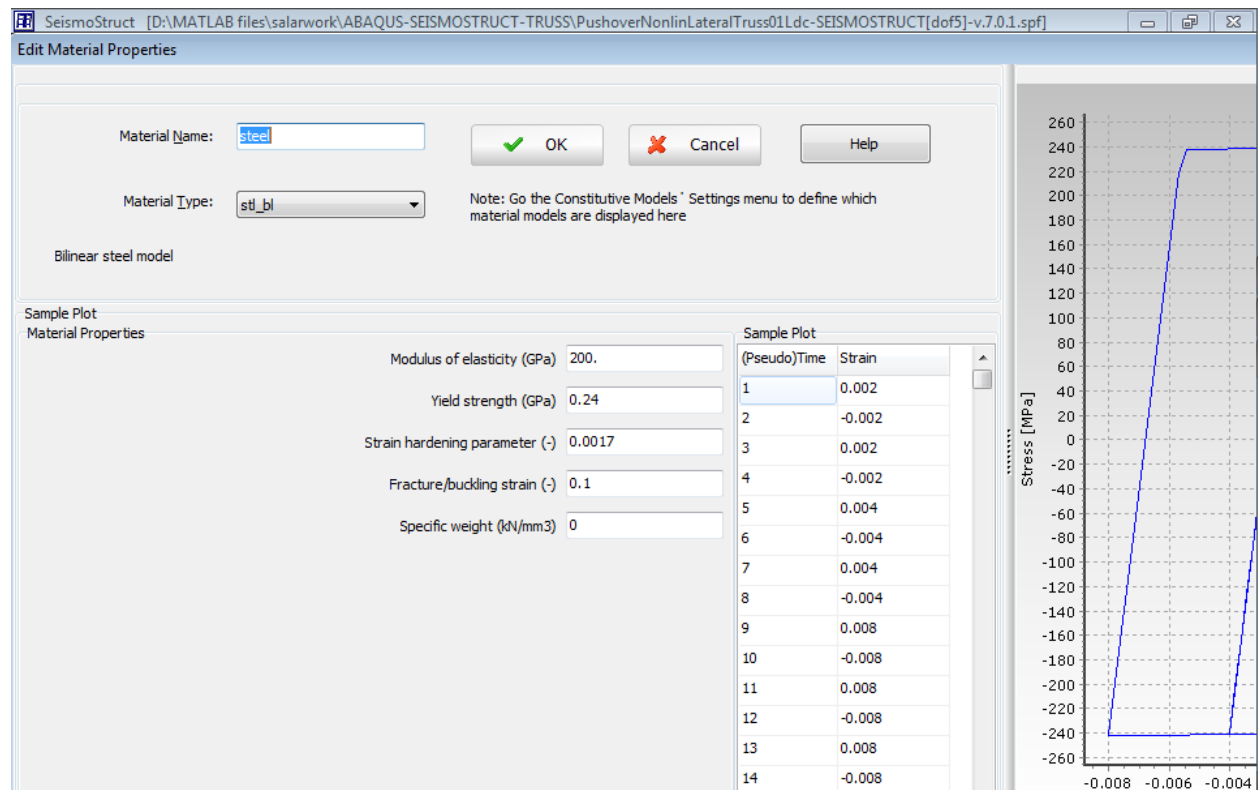 SeismoStruct [D:\MATLAB files\salarwork\ABAQUS-SEISMOSTRUCT-TRUSS\PushoverNonlinLateralTruss01Ldc-SEISMOSTRUCT[dof5]-v.7.0.1.spf]
Edit Material Properties
Material Name: steel
OK
Cancel
Help
Material Type: stl_bl
Note: Go the Constitutive Models ' Settings menu to define which
material models are displayed here
Bilinear steel model
Sample Plot
Material Properties
Modulus of elasticity (GPa) 200.
Yield strength (GPa) 0.24
Strain hardening parameter (-) 0.0017
Fracture/buckling strain (-) 0.1
Specific weight (kN/mm3) 0
Sample Plot
(Pseudo)Time Strain
1 0.002
2 -0.002
3 0.002
4 -0.002
5 0.004
6 -0.004
7 0.004
8 -0.004
9 0.008
10 -0.008
11 0.008
12 -0.008
13 0.008
14 -0.008
Stress [MPa]
260
240
220
200
180
160
140
120
100
80
60
40
20
0
-20
-40
-60
-80
-100
-120
-140
-160
-180
-200
-220
-240
-260
-0.008 -0.006 -0.004